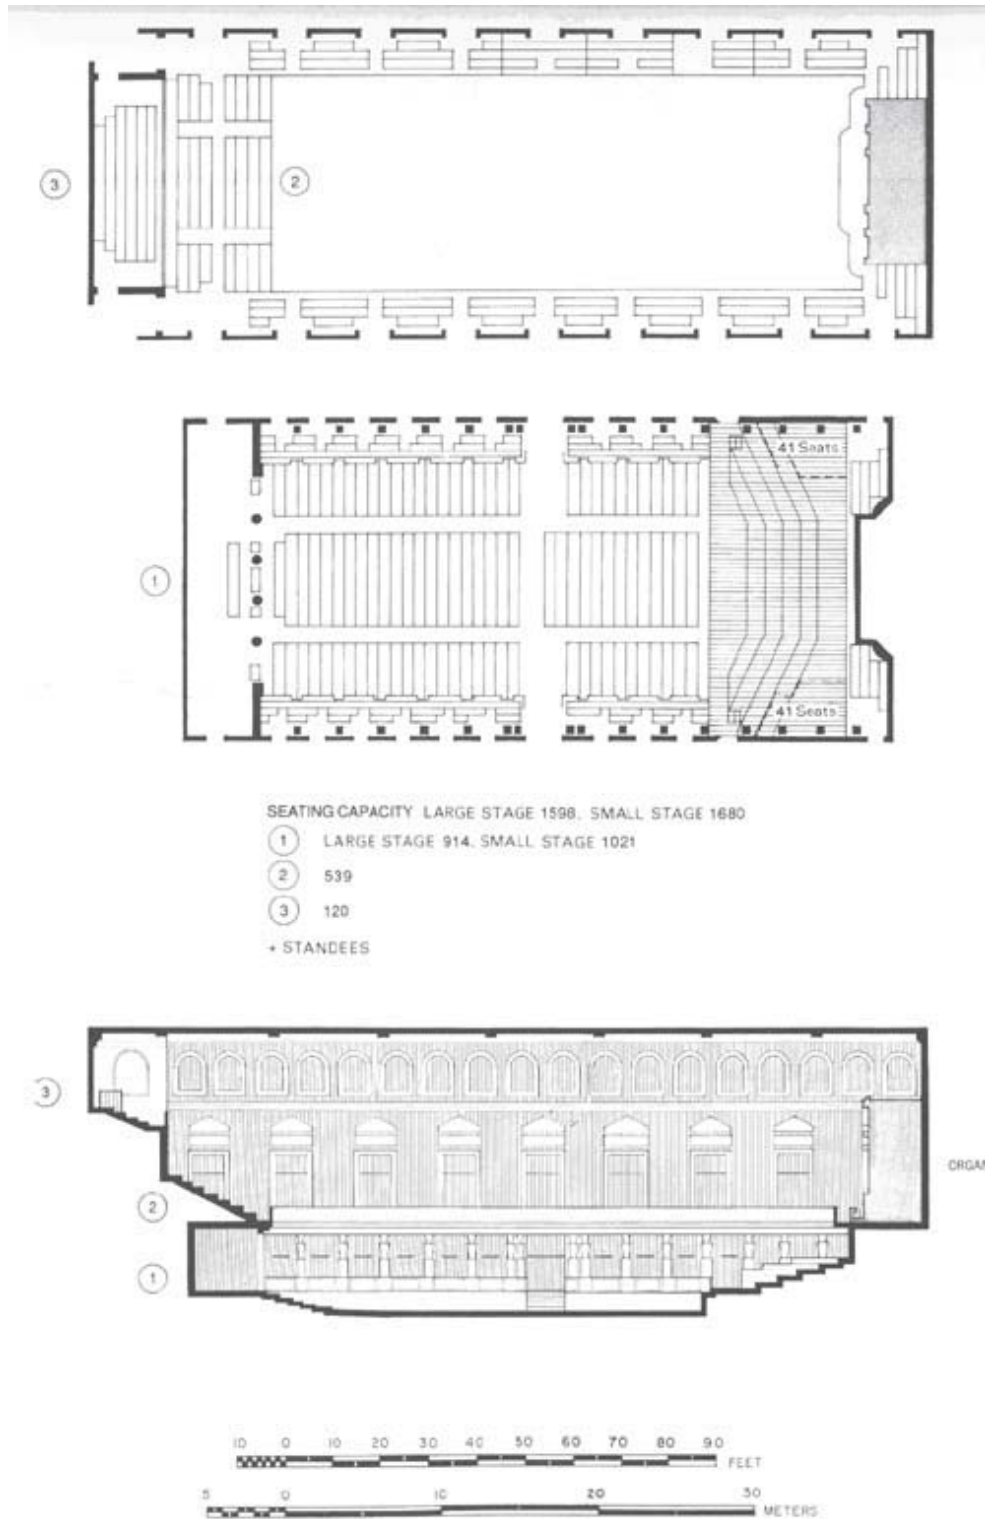 3
2
41 Seats
1
41 Seats
SEATING CAPACITY LARGE STAGE 1598. SMALL STAGE 1680
1 LARGE STAGE 914. SMALL STAGE 1021
2 539
3 120
+ STANDEES
3
ORGAN
2
1
10 0 10 20 30 40 50 60 70 80 90
FEET
5 0 10 20 30
METERS